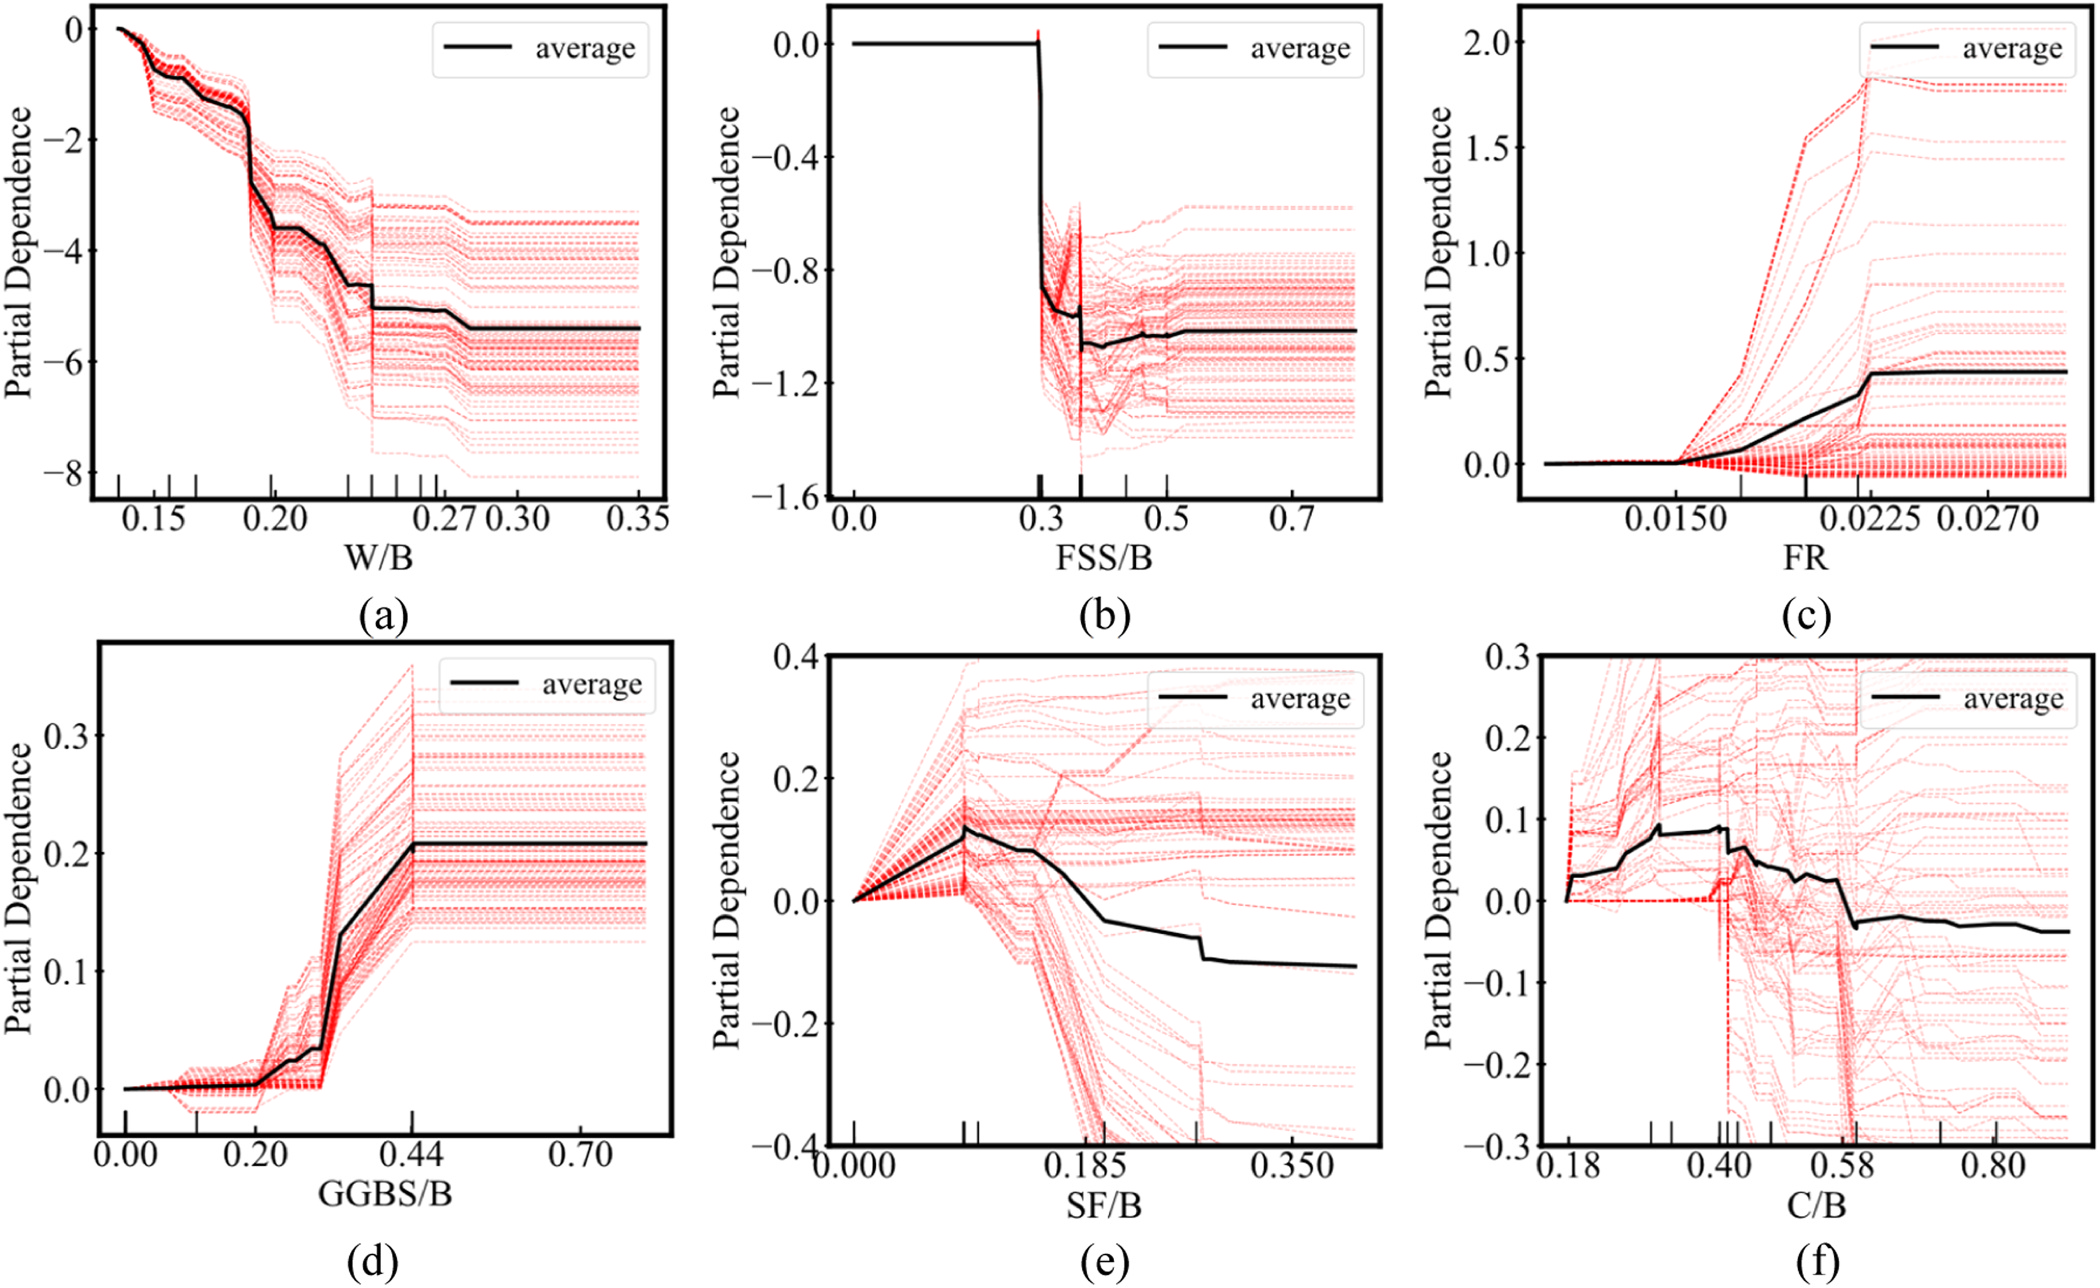 average
Partial Dependence
0
−2
−4
−6
−8
0.15 0.20 0.27 0.30 0.35
W/B
(a)
average
Partial Dependence
0.0
−0.4
−0.8
−1.2
−1.6
0.0 0.3 0.5 0.7
FSS/B
(b)
average
Partial Dependence
2.0
1.5
1.0
0.5
0.0
0.0150 0.0225 0.0270
FR
(c)
average
Partial Dependence
0.3
0.2
0.1
0.0
0.00 0.20 0.44 0.70
GGBS/B
(d)
average
Partial Dependence
0.4
0.2
0.0
−0.2
−0.4
0.000 0.185 0.350
SF/B
(e)
average
Partial Dependence
0.3
0.2
0.1
0.0
−0.1
−0.2
−0.3
0.18 0.40 0.58 0.80
C/B
(f)